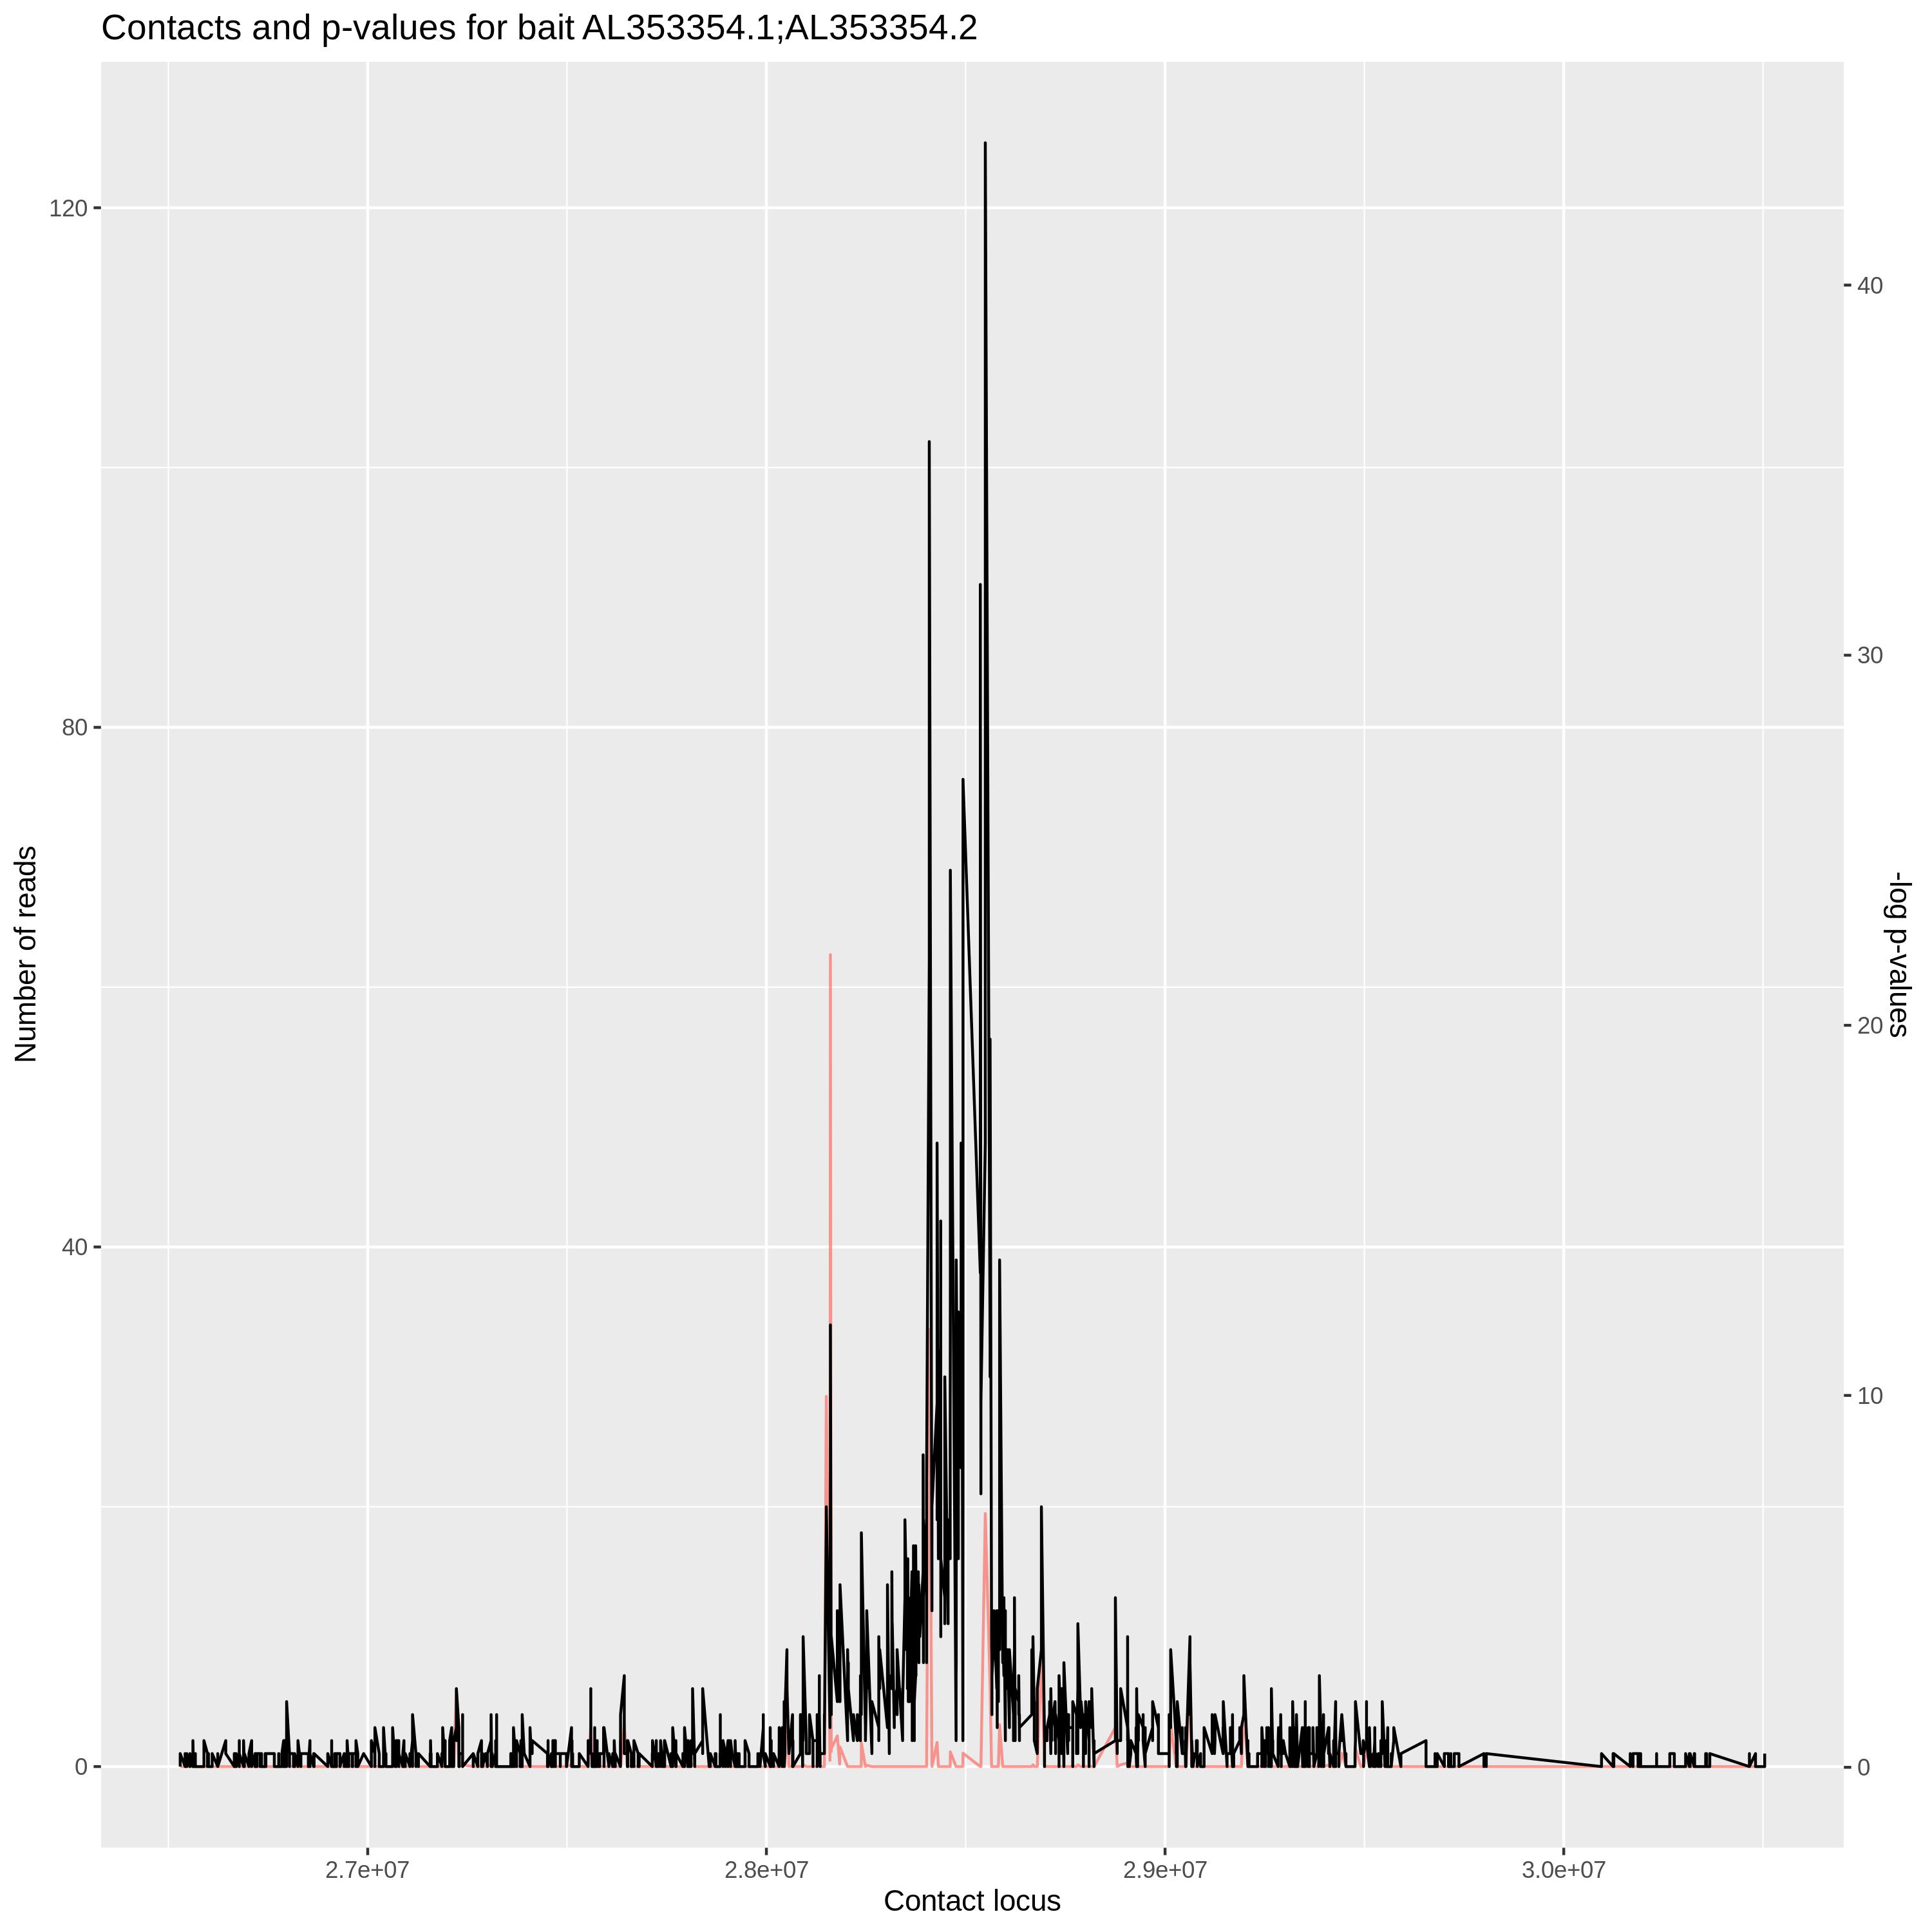 Contacts and p-values for bait AL353354.1;AL353354.2
120
80
40
0
Number of reads
40
30
20
10
0
-log p-values
2.7e+07
2.8e+07
2.9e+07
3.0e+07
Contact locus